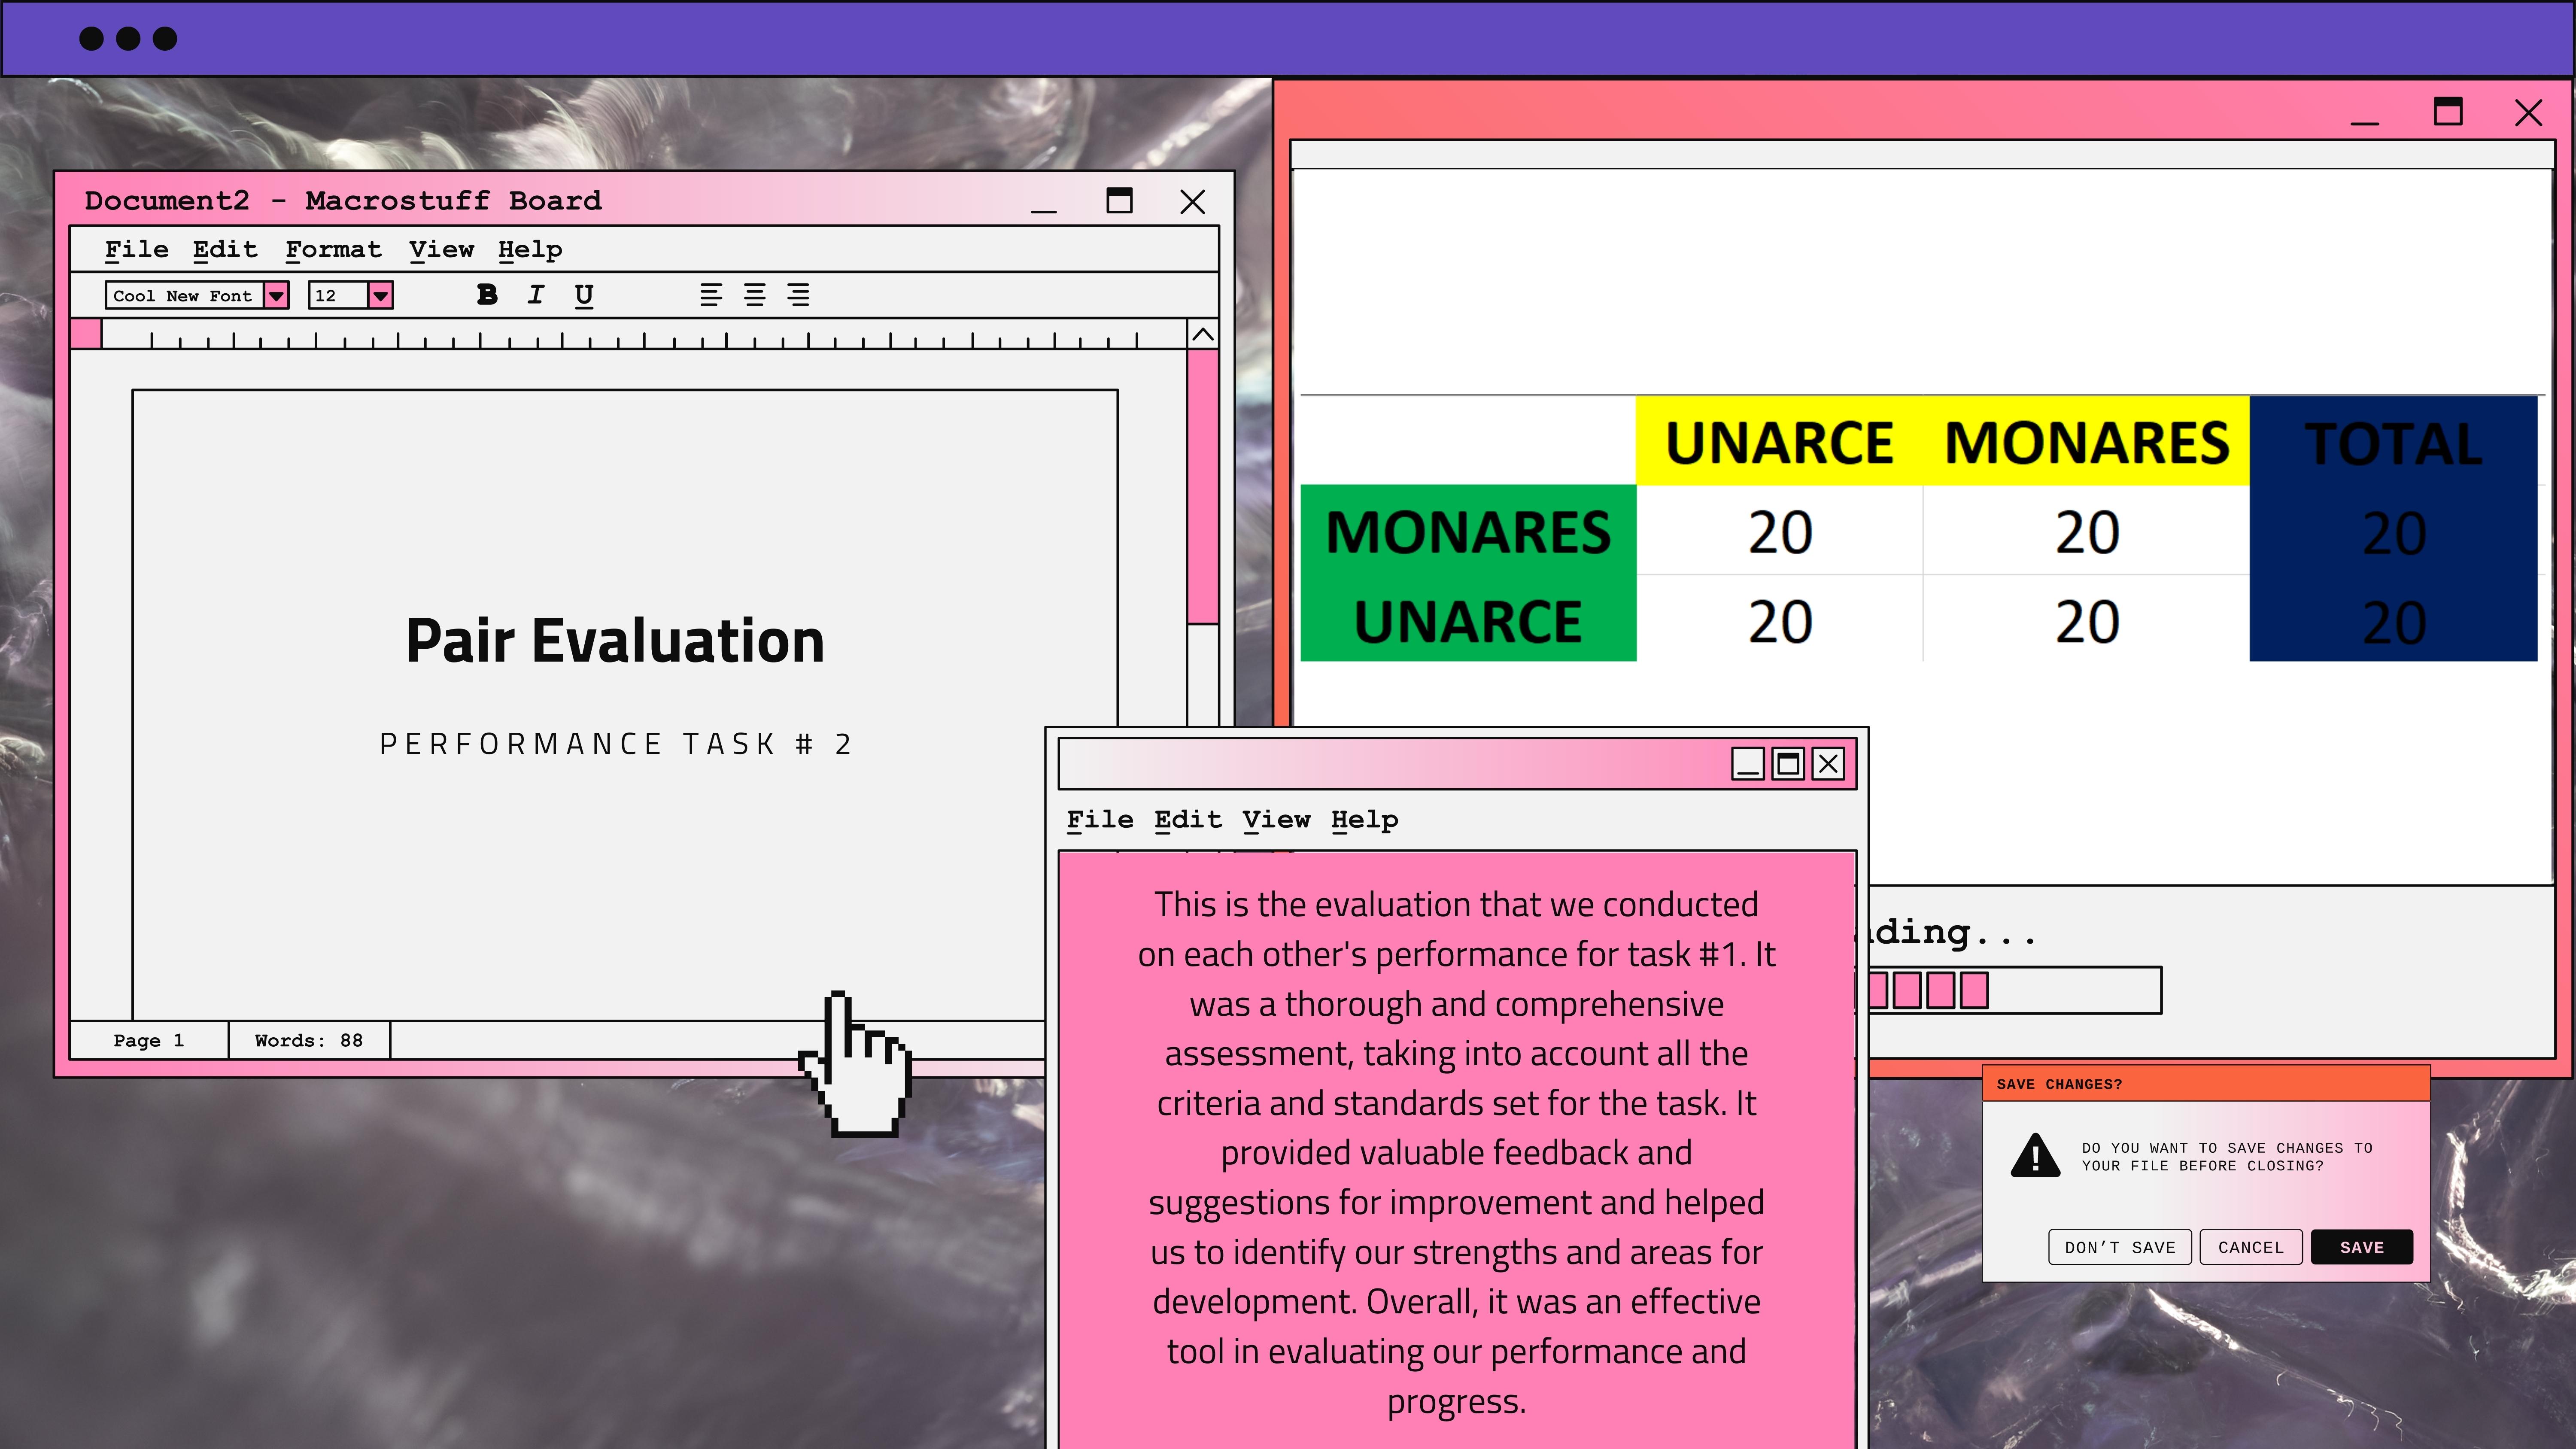 Document2 - Macrostuff Board
File Edit Format View Help
Cool New Font 12 B I U
Pair Evaluation
PERFORMANCE TASK # 2
Page 1 Words: 88
UNARCE MONARES TOTAL
MONARES 20 20 20
UNARCE 20 20 20
File Edit View Help
This is the evaluation that we conducted
on each other's performance for task #1. It
was a thorough and comprehensive
assessment, taking into account all the
criteria and standards set for the task. It
provided valuable feedback and
suggestions for improvement and helped
us to identify our strengths and areas for
development. Overall, it was an effective
tool in evaluating our performance and
progress.
ding...
SAVE CHANGES?
DO YOU WANT TO SAVE CHANGES TO
YOUR FILE BEFORE CLOSING?
DON’T SAVE CANCEL SAVE